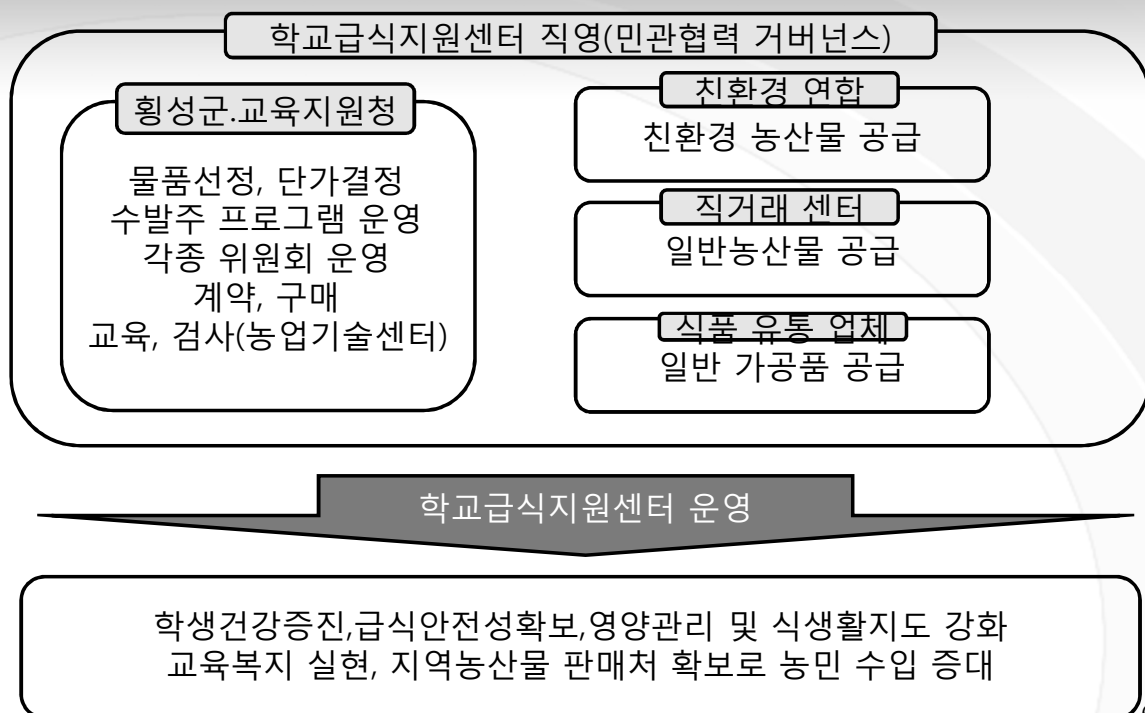 학교급식지원센터 직영(민관협력 거버넌스)
횡성군.교육지원청
물품선정, 단가결정
수발주 프로그램 운영
각종 위원회 운영
계약, 구매
교육, 검사(농업기술센터)
친환경 연합
친환경 농산물 공급
직거래 센터
일반농산물 공급
식품 유통 업체
일반 가공품 공급
학교급식지원센터 운영
학생건강증진,급식안전성확보,영양관리 및 식생활지도 강화
교육복지 실현, 지역농산물 판매처 확보로 농민 수입 증대